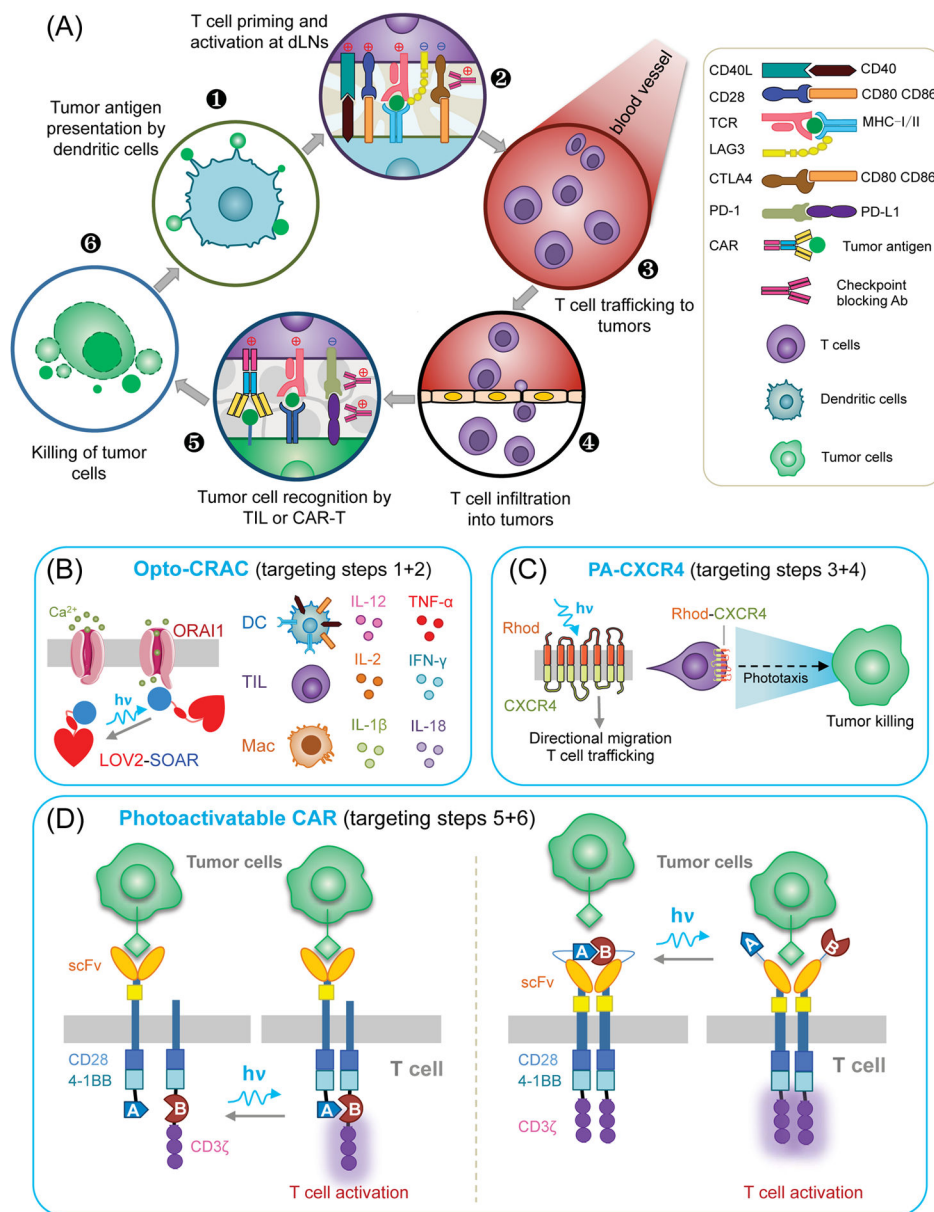 (A)
T cell priming and
activation at dLNs
⊕ ⊕ ⊕ ⊖ ⊖
⊕
❷
blood vessel
Tumor antigen
presentation by
dendritic cells
❶
❸
T cell trafficking to
tumors
❻
Killing of tumor
cells
⊕ ⊕ ⊖
⊕
⊕
❺
Tumor cell recognition by
TIL or CAR-T
❹
T cell infiltration
into tumors
CD40L CD40
CD28 CD80 CD86
TCR MHC-I/II
LAG3
CTLA4 CD80 CD86
PD-1 PD-L1
CAR Tumor antigen
Checkpoint
blocking Ab
T cells
Dendritic cells
Tumor cells
(B) Opto-CRAC (targeting steps 1+2)
Ca²⁺
ORAI1
hν
LOV2-SOAR
DC IL-12 TNF-α
TIL IL-2 IFN-γ
Mac IL-1β IL-18
(C) PA-CXCR4 (targeting steps 3+4)
hν
Rhod
CXCR4
Directional migration
T cell trafficking
Rhod-CXCR4
Phototaxis
Tumor killing
(D) Photoactivatable CAR (targeting steps 5+6)
Tumor cells
scFv
CD28
4-1BB
A B
CD3ζ
hν
A B
T cell activation
T cell
Tumor cells
hν
A B
scFv
A B
CD28
4-1BB
CD3ζ
T cell activation